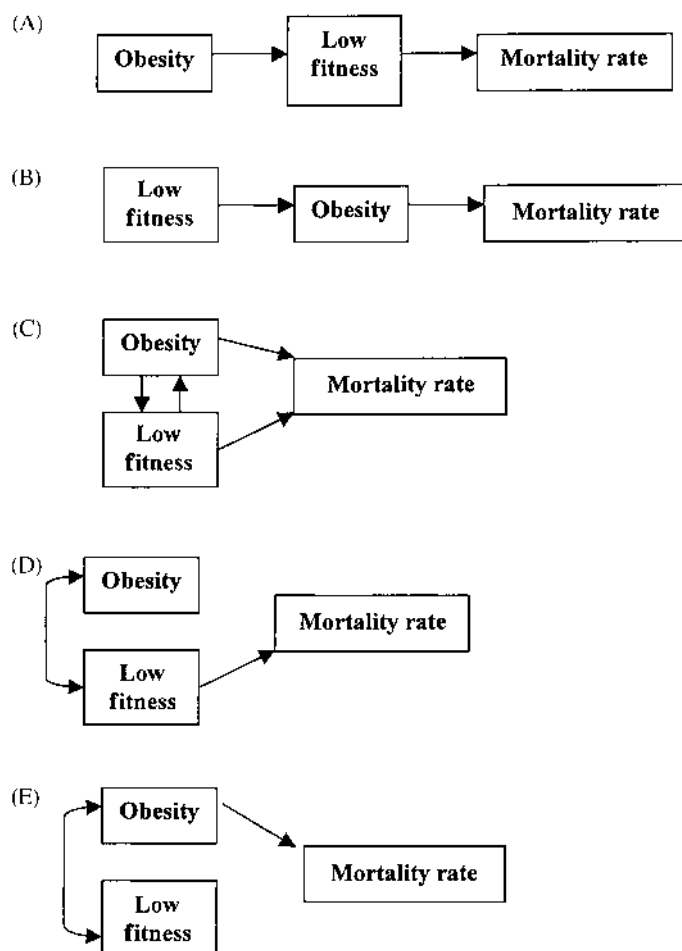 (A)
Obesity
Low
fitness
Mortality rate
(B)
Low
fitness
Obesity
Mortality rate
(C)
Obesity
Low
fitness
Mortality rate
(D)
Obesity
Low
fitness
Mortality rate
(E)
Obesity
Low
fitness
Mortality rate